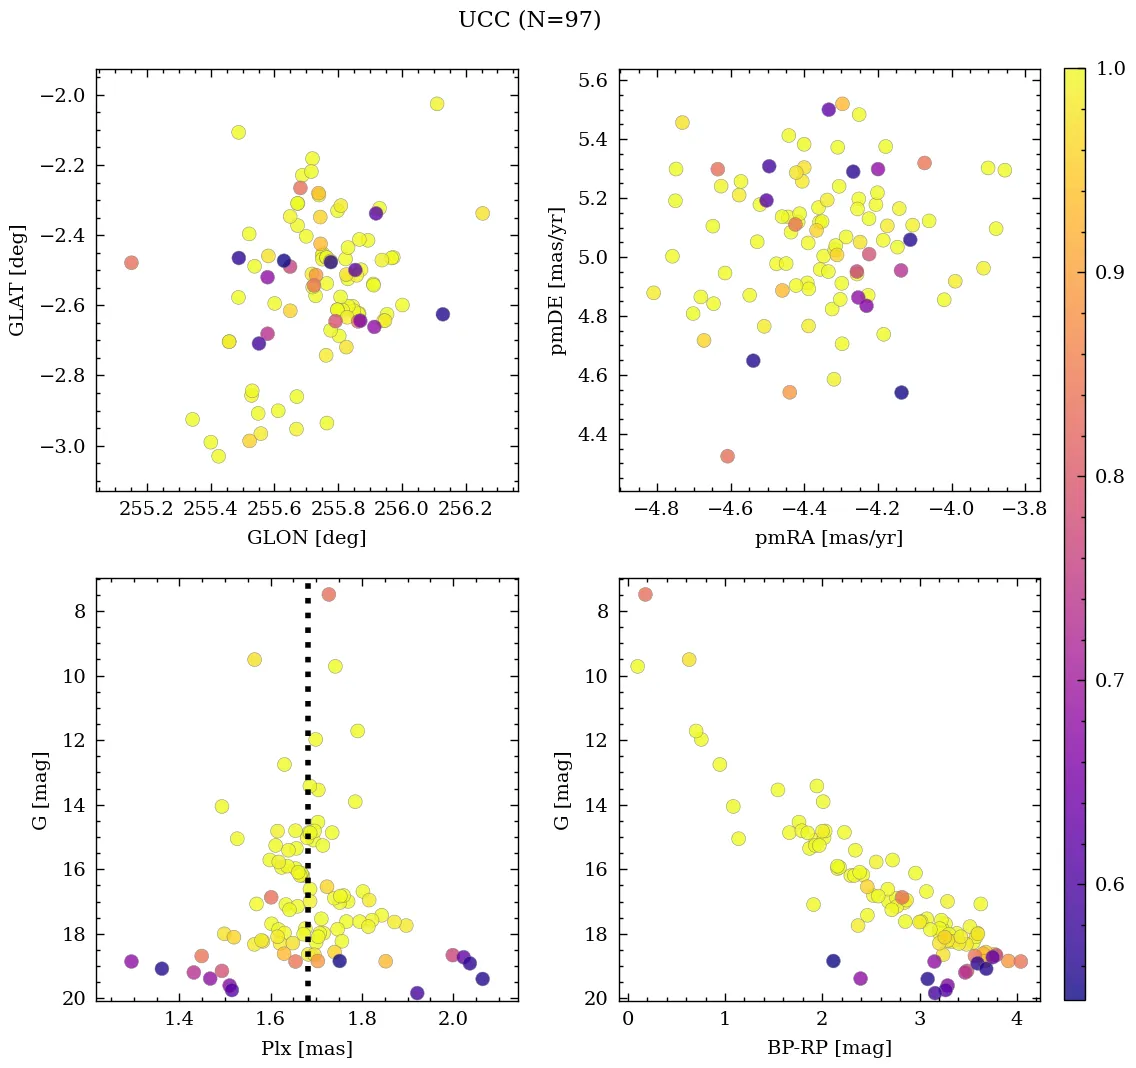 UCC (N=97)
−2.0
−2.2
−2.4
−2.6
−2.8
−3.0
GLAT [deg]
255.2 255.4 255.6 255.8 256.0 256.2
GLON [deg]
5.6
5.4
5.2
5.0
4.8
4.6
4.4
pmDE [mas/yr]
−4.8 −4.6 −4.4 −4.2 −4.0 −3.8
pmRA [mas/yr]
1.0
0.9
0.8
0.7
0.6
8
10
12
14
16
18
20
G [mag]
1.4 1.6 1.8 2.0
Plx [mas]
8
10
12
14
16
18
20
G [mag]
0 1 2 3 4
BP-RP [mag]